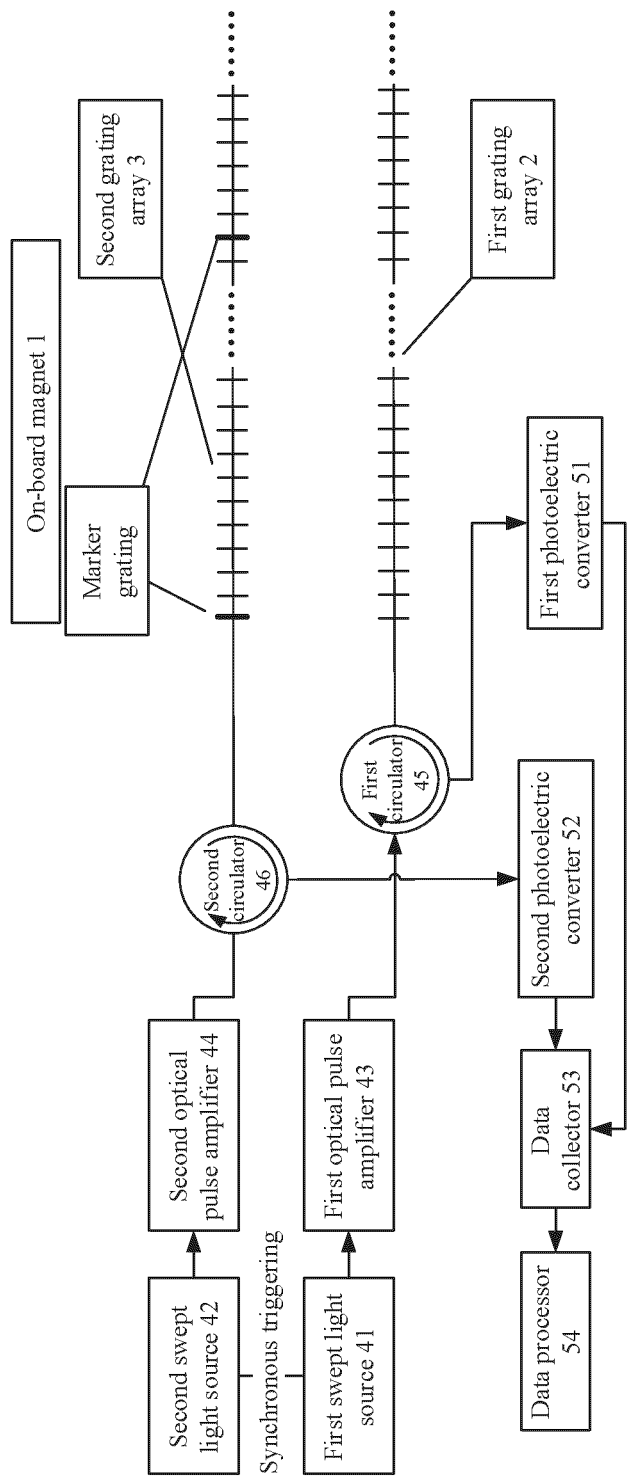 On-board magnet 1
Marker
grating
Second grating
array 3
Second swept
light source 42
Second optical
pulse amplifier 44
Second
circulator
46
Synchronous triggering
First swept light
source 41
First optical pulse
amplifier 43
First
circulator
45
First grating
array 2
Data processor
54
Data
collector 53
Second photoelectric
converter 52
First photoelectric
converter 51